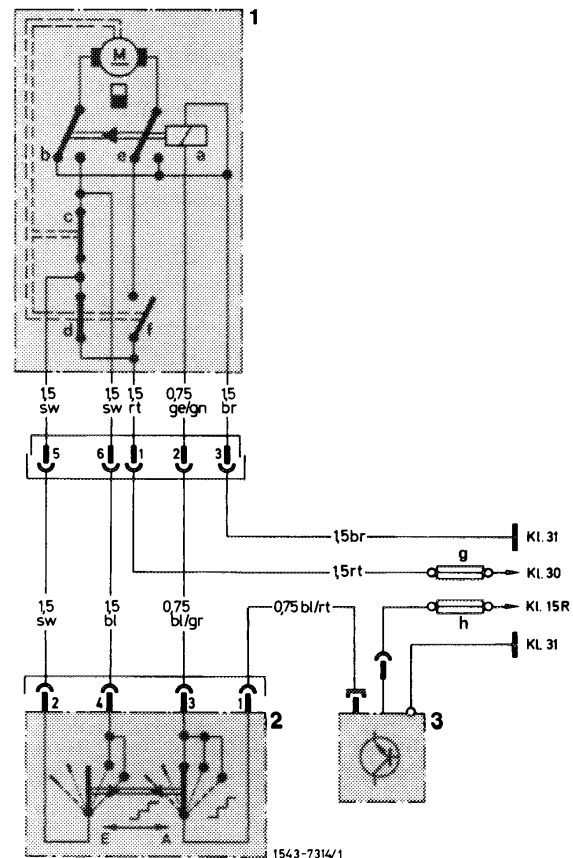 1
M
b
e
a
c
d
f
1,5 sw
1,5 sw
1,5 rt
0,75 ge/gn
1,5 br
5
6
1
2
3
1,5br
Kl. 31
1,5rt
g
Kl. 30
1,5 sw
1,5 bl
0,75 bl/gr
0,75 bl/rt
h
Kl. 15R
Kl. 31
2
4
3
1
2
3
E
A
1543-7314/1